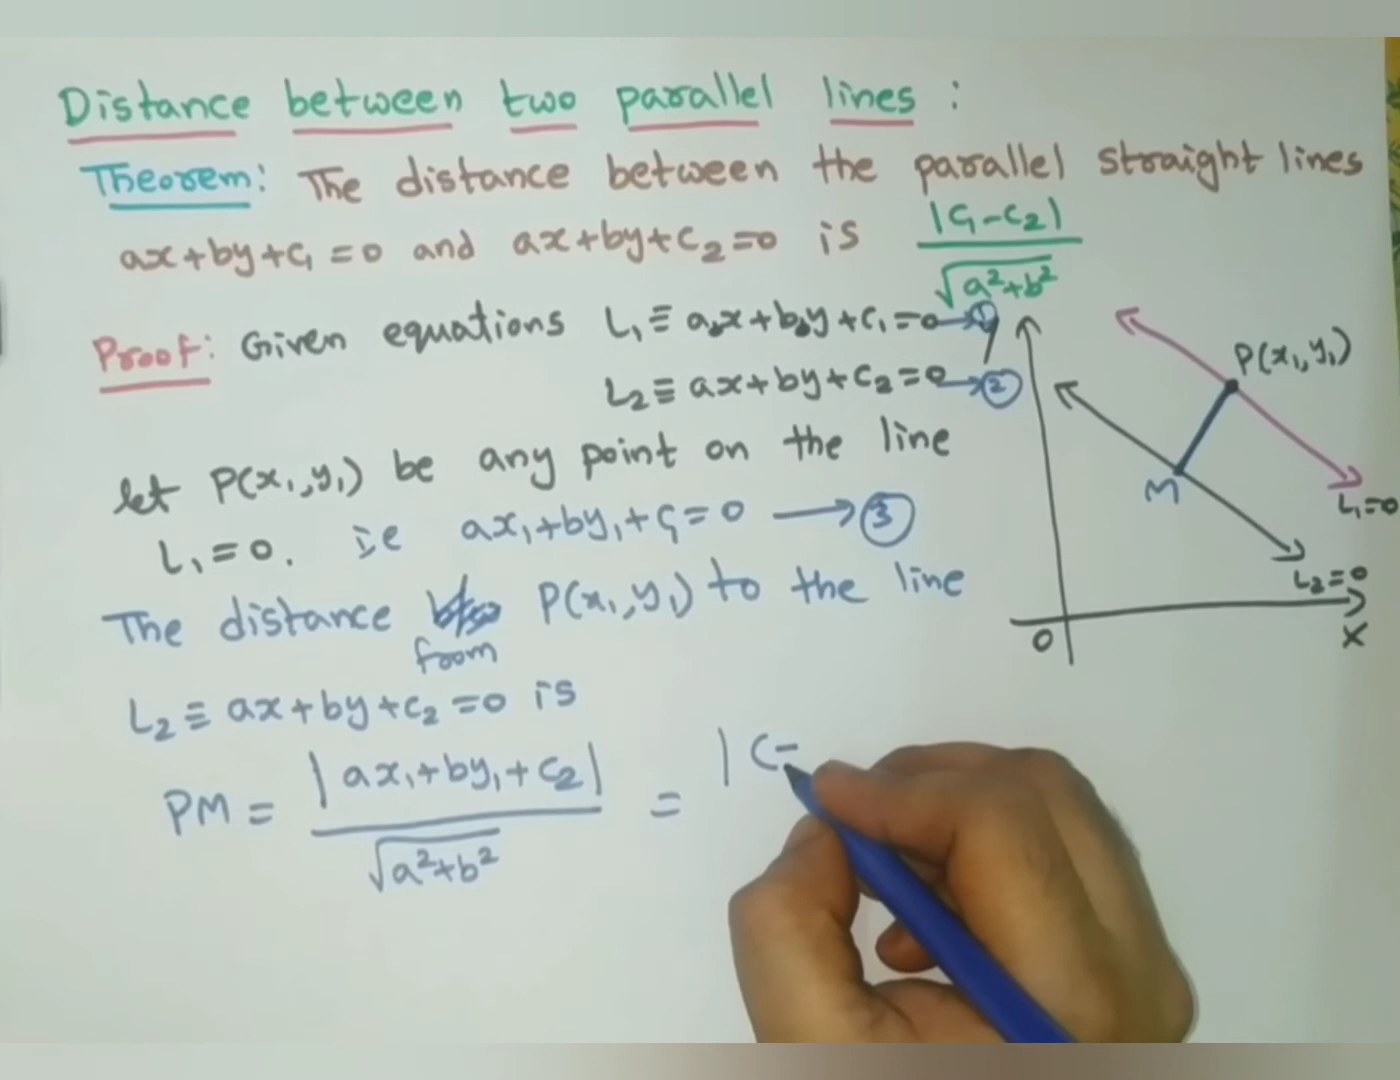 Distance between two parallel lines :
Theorem: The distance between the parallel straight lines
ax+by+c₁=0 and ax+by+c₂=0 is |c₁-c₂| / √a²+b²
Proof: Given equations L₁≡ax+by+c₁=0 → ①
L₂≡ax+by+c₂=0 → ②
let P(x₁,y₁) be any point on the line
L₁=0. i.e ax₁+by₁+c₁=0 → ③
The distance from P(x₁,y₁) to the line
L₂≡ax+by+c₂=0 is
PM = |ax₁+by₁+c₂| / √a²+b² = |c-
y
P(x₁,y₁)
M
L₁=0
L₂=0
0
X